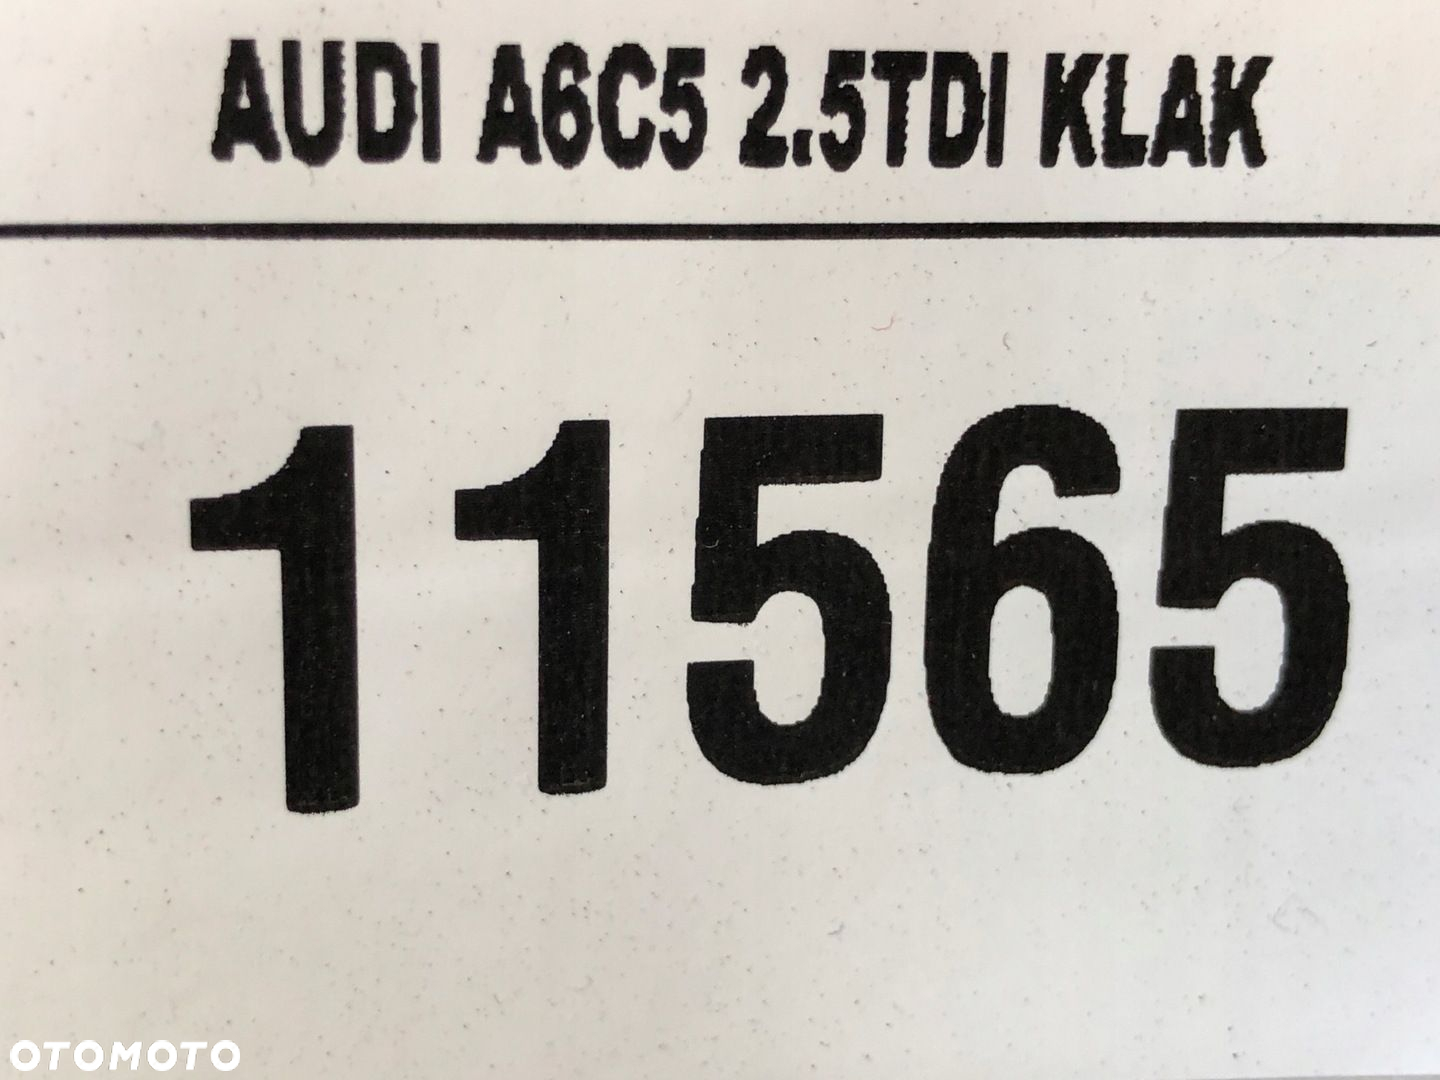 AUDI A6C5 2.5TDI KLAK
11565
OTOMOTO